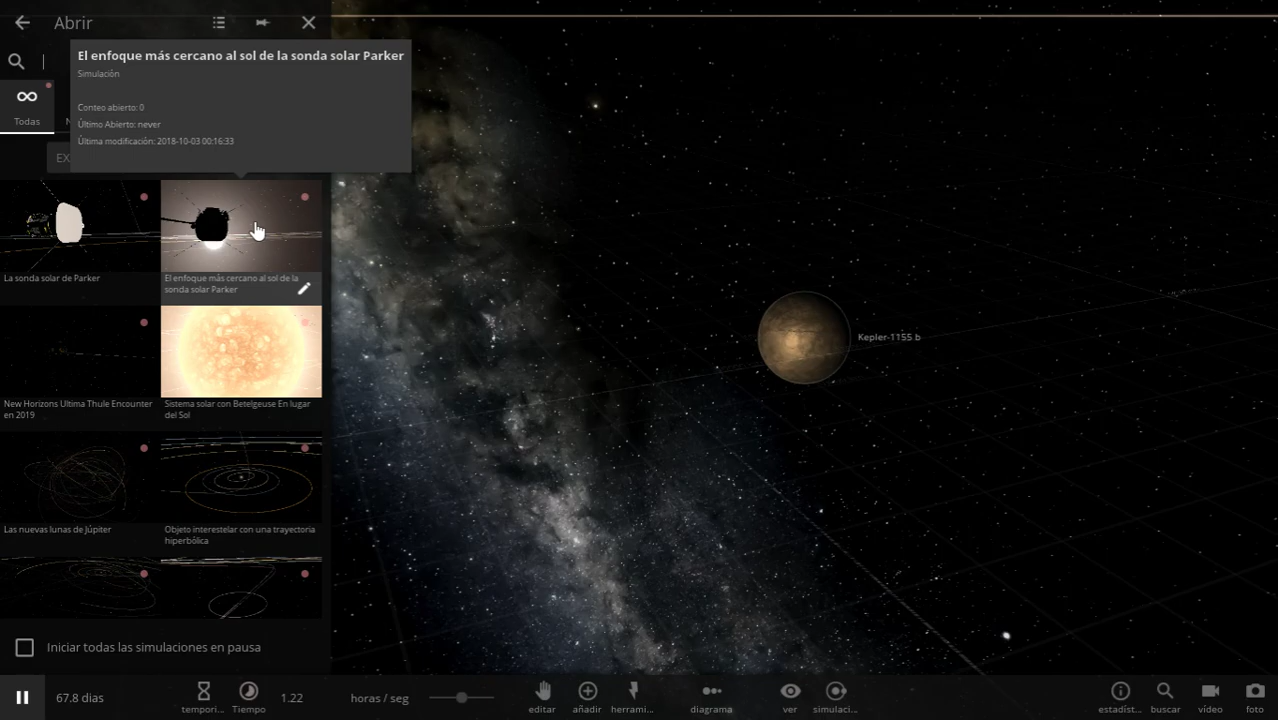 Abrir
El enfoque más cercano al sol de la sonda solar Parker
Simulación
Conteo abierto: 0
Último Abierto: never
Última modificación: 2018-10-03 00:16:33
Todas
N
EX
La sonda solar de Parker
El enfoque más cercano al sol de la
sonda solar Parker
New Horizons Ultima Thule Encounter
en 2019
Sistema solar con Betelgeuse En lugar
del Sol
Las nuevas lunas de Júpiter
Objeto interestelar con una trayectoria
hiperbólica
Iniciar todas las simulaciones en pausa
Kepler-1155 b
67.8 dias
tempori...
Tiempo
1.22
horas / seg
editar
añadir
herrami...
diagrama
ver
simulaci...
estadíst...
buscar
vídeo
foto